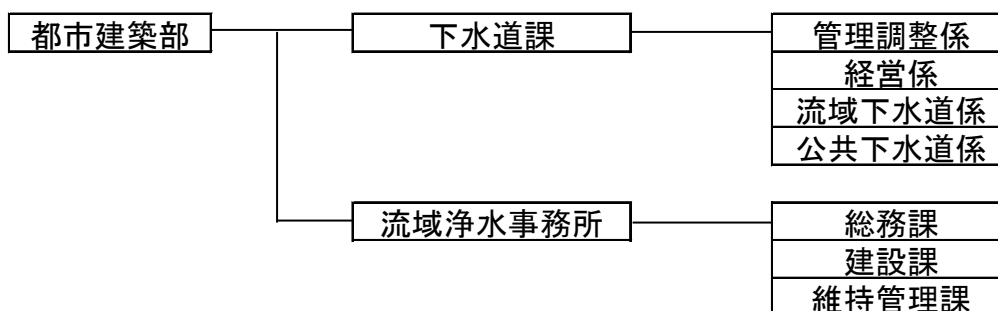 都市建築部 下水道課 管理調整係
経営係
流域下水道係
公共下水道係
流域浄水事務所 総務課
建設課
維持管理課